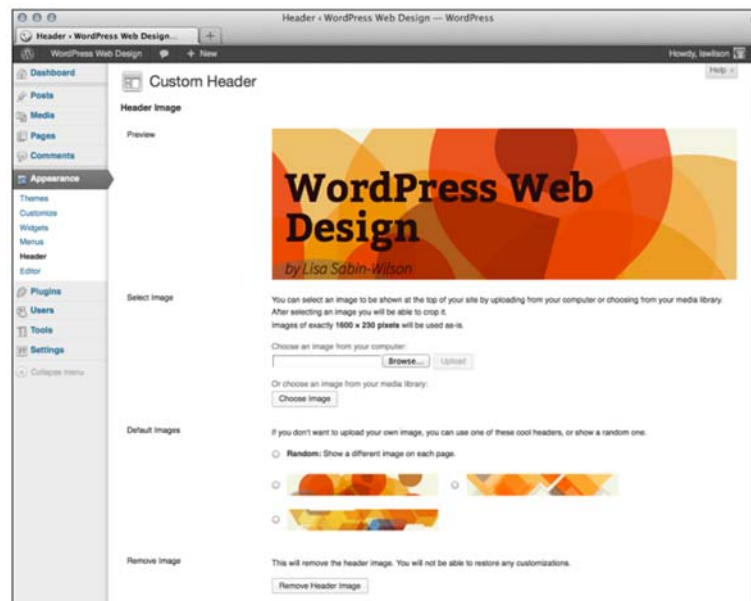 Header ‹ WordPress Web Design — WordPress
Header ‹ WordPress Web Design...
+
WordPress Web Design
+ New
Howdy, lswilson
Help
Dashboard
Posts
Media
Pages
Comments
Appearance
Themes
Customize
Widgets
Menus
Header
Editor
Plugins
Users
Tools
Settings
Collapse menu
Custom Header
Header Image
Preview
WordPress Web
Design
by Lisa Sabin-Wilson
Select Image
You can select an image to be shown at the top of your site by uploading from your computer or choosing from your media library.
After selecting an image you will be able to crop it.
Images of exactly 1600 × 230 pixels will be used as-is.
Choose an image from your computer:
Browse...
Upload
Or choose an image from your media library:
Choose Image
Default Images
If you don't want to upload your own image, you can use one of these cool headers, or show a random one.
Random: Show a different image on each page.
Remove Image
This will remove the header image. You will not be able to restore any customizations.
Remove Header Image